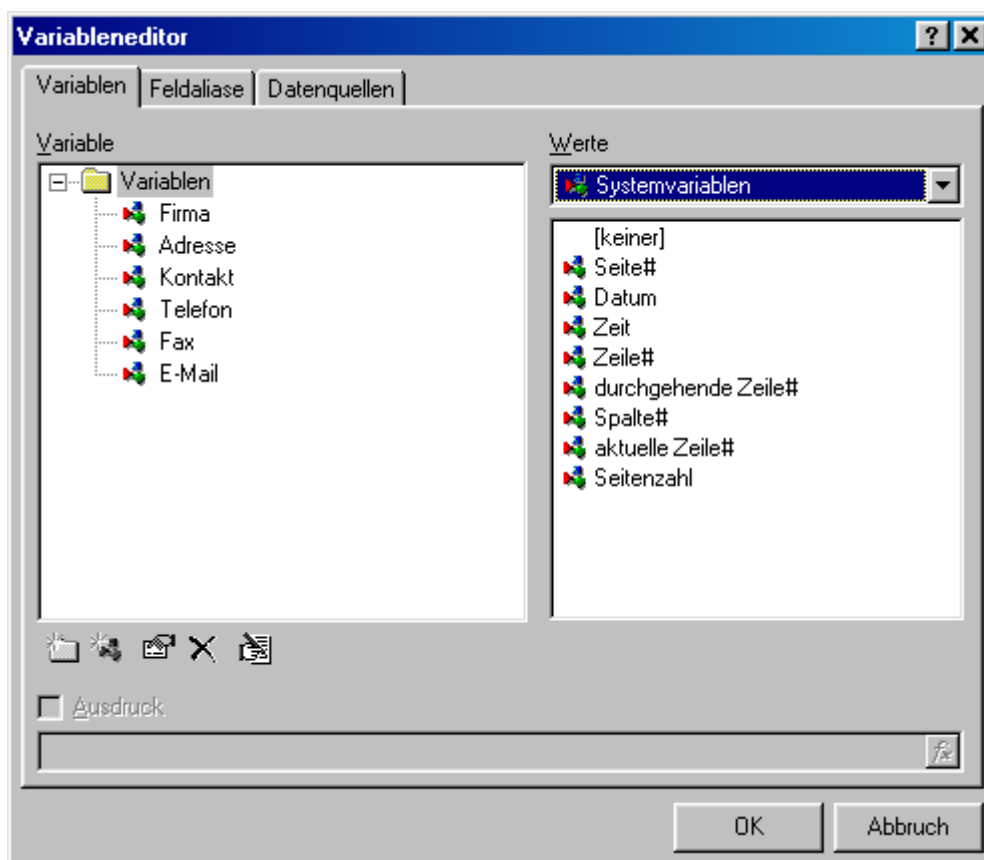 Variableneditor
Variablen Feldaliase Datenquellen
Variable
Variablen
Firma
Adresse
Kontakt
Telefon
Fax
E-Mail
Werte
Systemvariablen
[keiner]
Seite#
Datum
Zeit
Zeile#
durchgehende Zeile#
Spalte#
aktuelle Zeile#
Seitenzahl
Ausdruck
fx
OK Abbruch